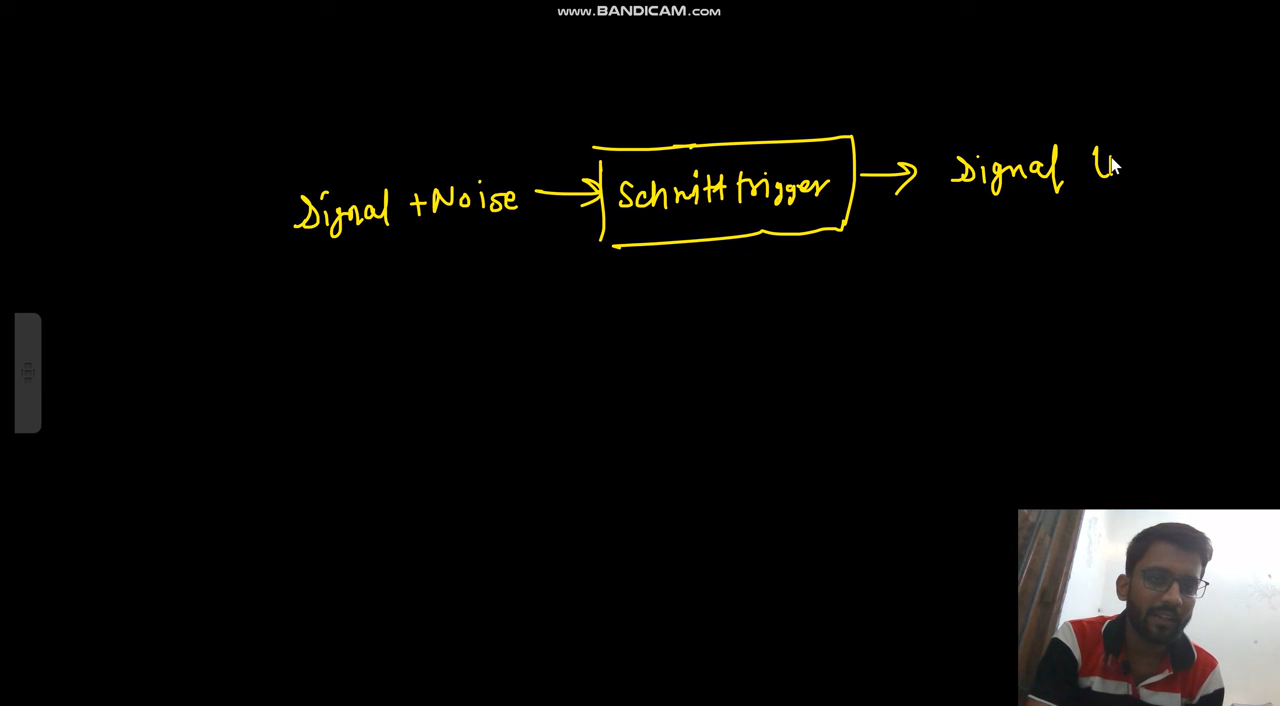 www.BANDICAM.com
Signal +Noise → Schmitt trigger → Signal